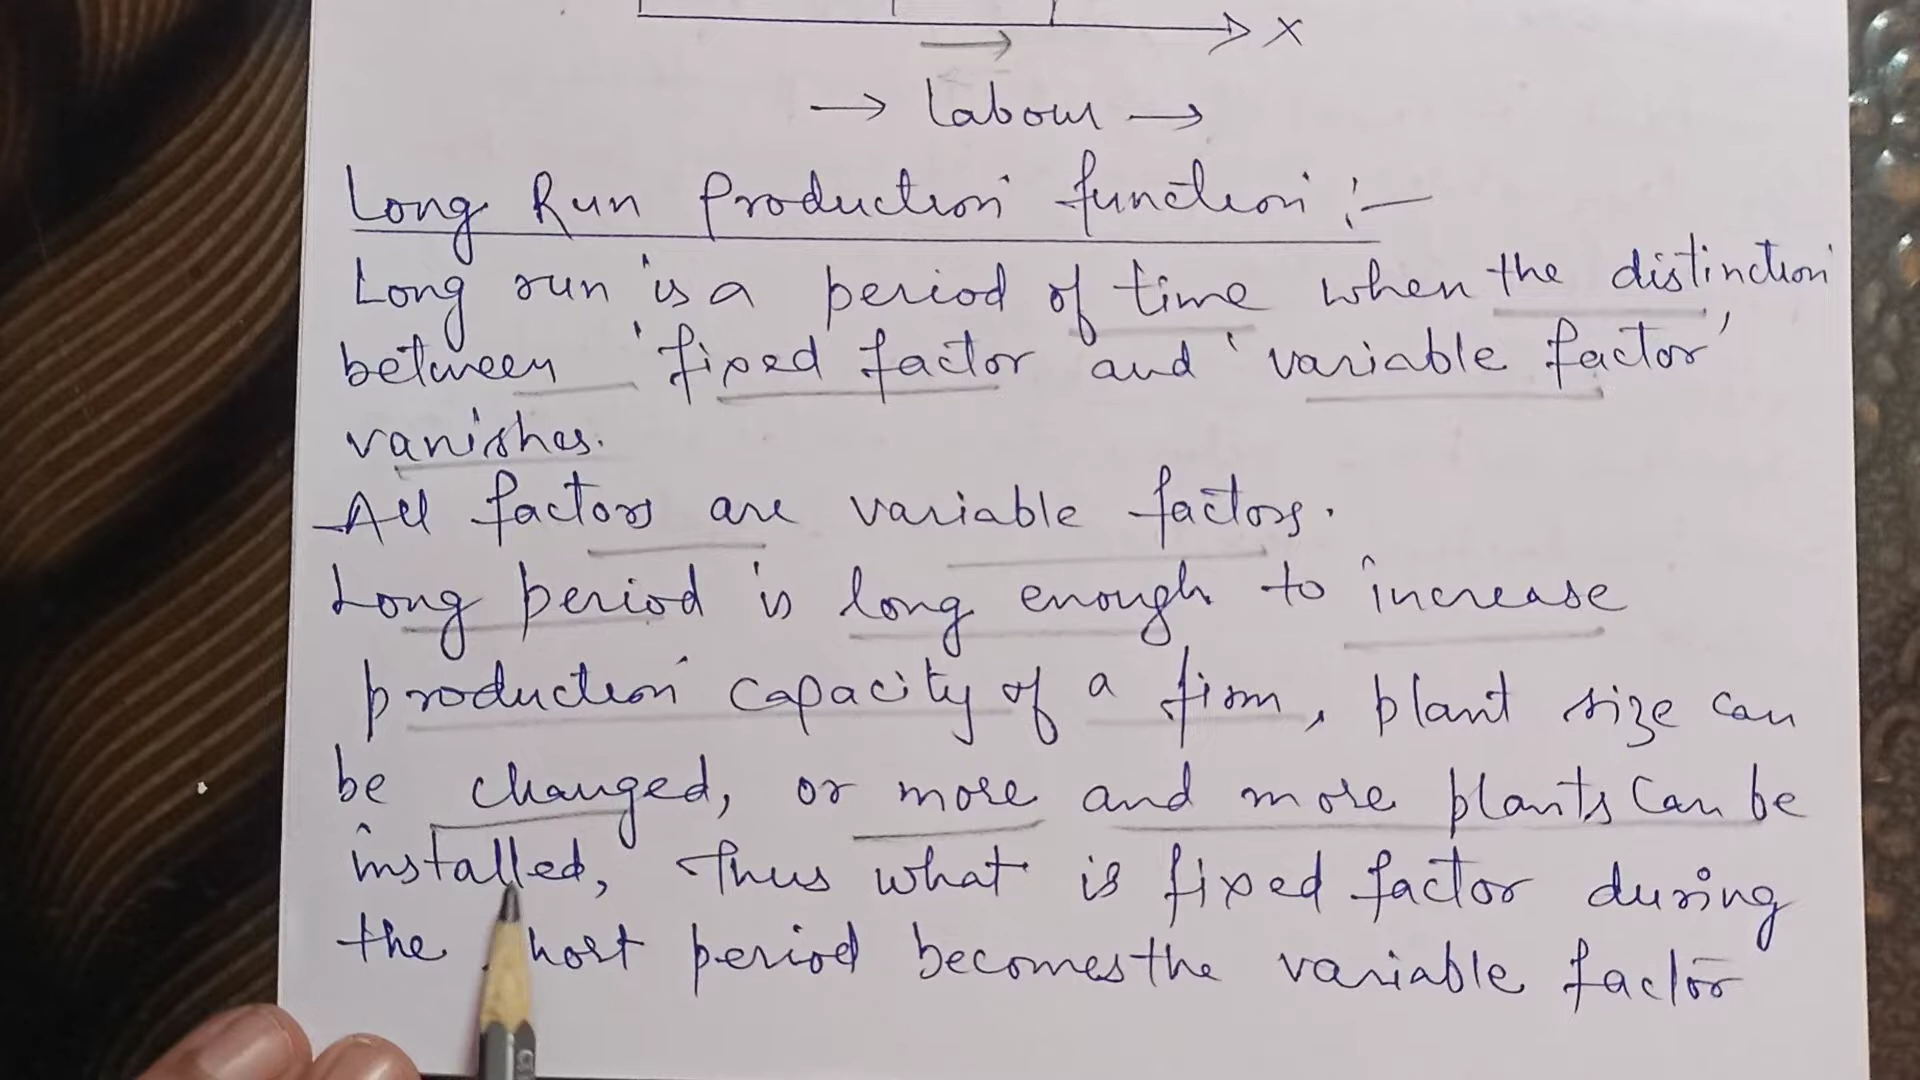 X
→ Labour →
Long Run Production function :-
Long run is a period of time when the distinction
between 'fixed factor and 'variable factor'
vanishes.
All factors are variable factors.
Long period is long enough to increase
production capacity of a firm, plant size can
be changed, or more and more plants can be
installed, Thus what is fixed factor during
the short period becomes the variable factor